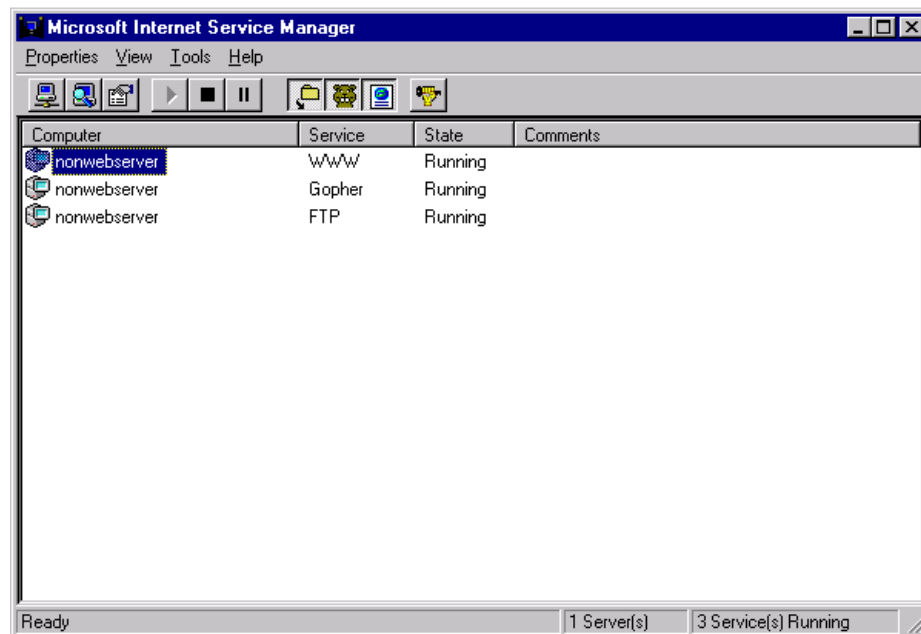 Microsoft Internet Service Manager
Properties View Tools Help
Computer Service State Comments
nonwebserver WWW Running
nonwebserver Gopher Running
nonwebserver FTP Running
Ready 1 Server(s) 3 Service(s) Running